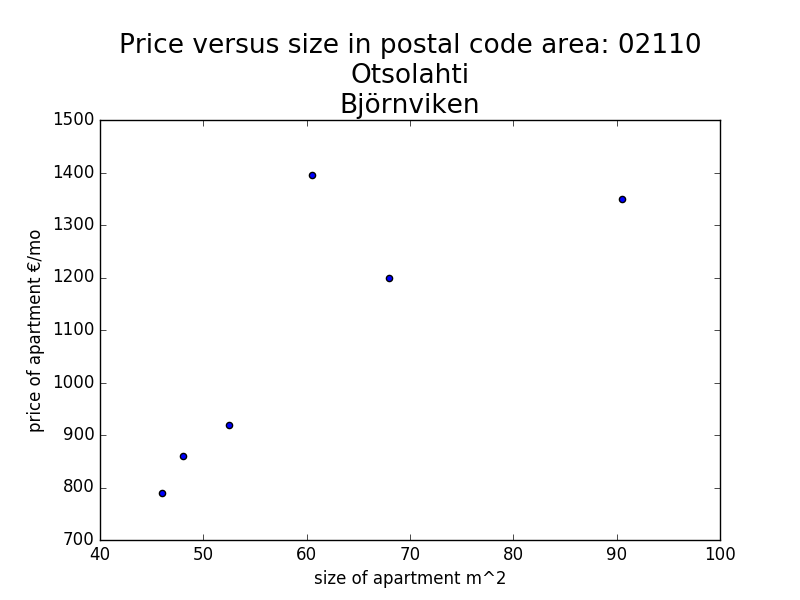 Price versus size in postal code area: 02110
Otsolahti
Björnviken
1500
1400
1300
1200
1100
1000
900
800
700
price of apartment €/mo
40 50 60 70 80 90 100
size of apartment m^2